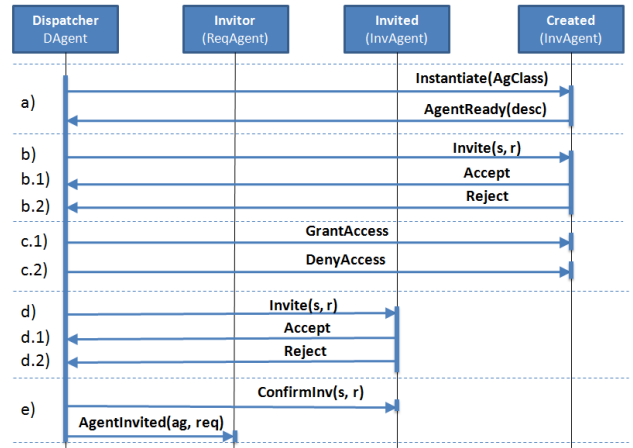 Dispatcher Invitor Invited Created
DAgent (ReqAgent) (InvAgent) (InvAgent)
Instantiate(AgClass)
a)
AgentReady(desc)
b) Invite(s, r)
b.1) Accept
b.2) Reject
c.1) GrantAccess
c.2) DenyAccess
d) Invite(s, r)
d.1) Accept
d.2) Reject
ConfirmInv(s, r)
e)
AgentInvited(ag, req)